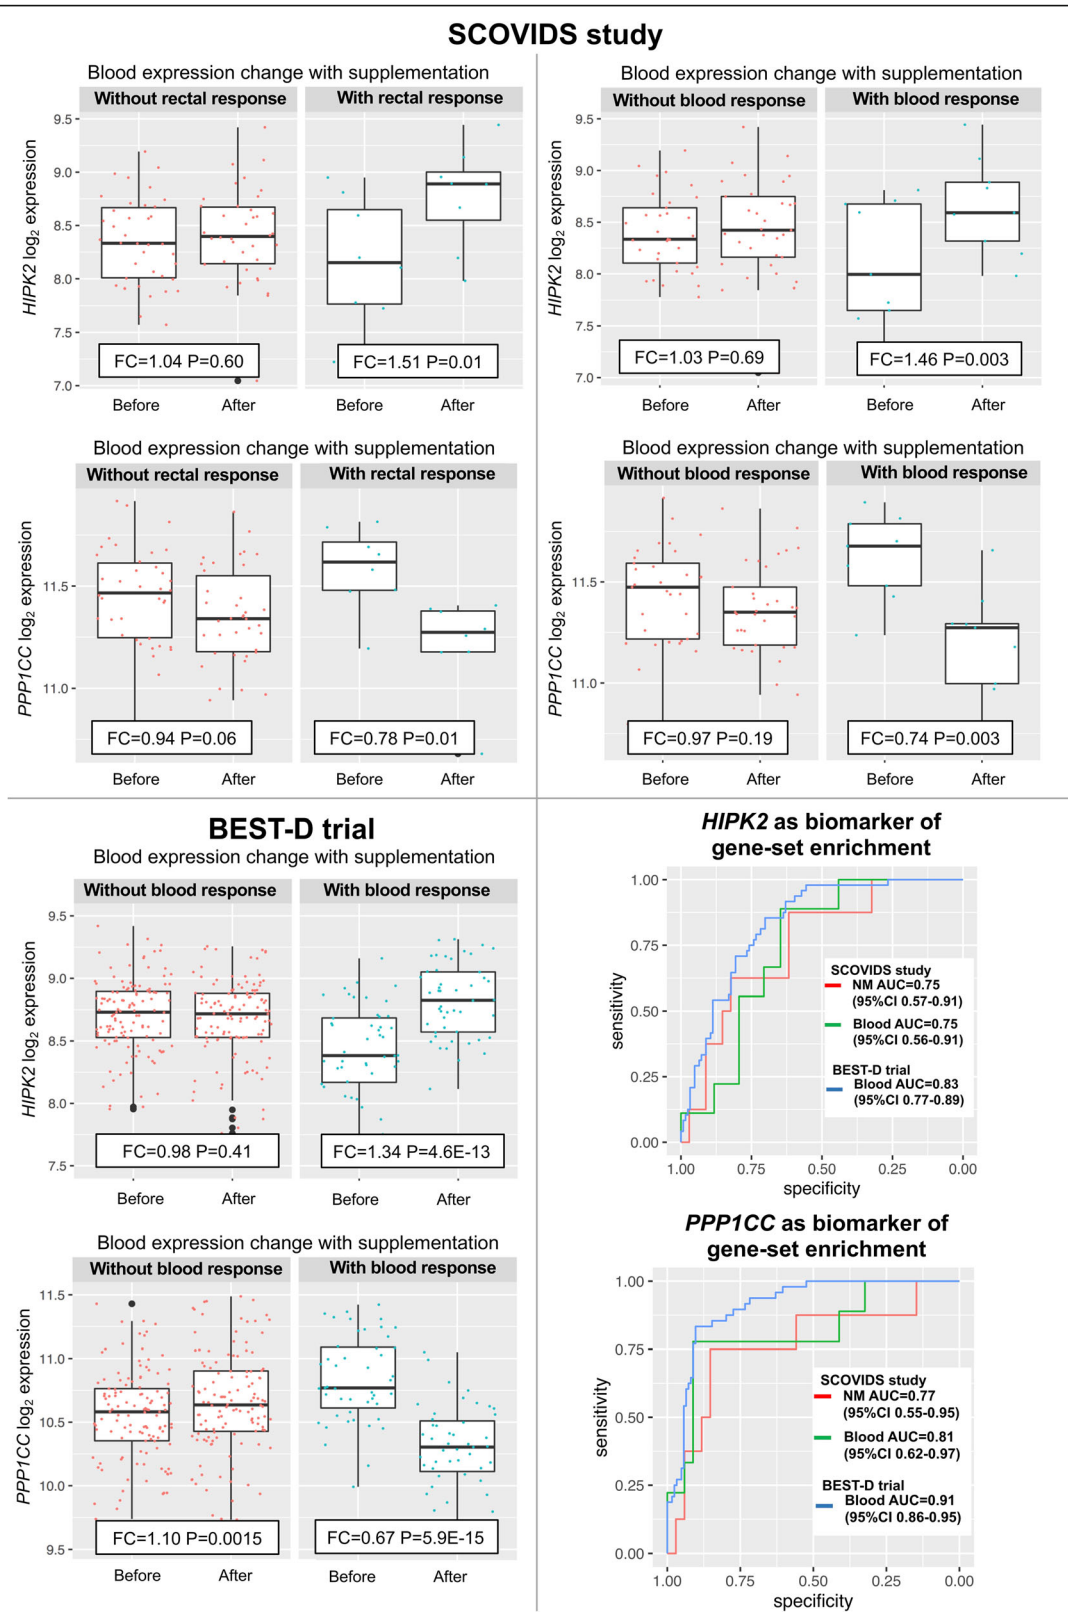 SCOVIDS study
Blood expression change with supplementation
Without rectal response
With rectal response
HIPK2 log2 expression
9.5
9.0
8.5
8.0
7.5
7.0
FC=1.04 P=0.60
FC=1.51 P=0.01
Before
After
Before
After
Blood expression change with supplementation
Without blood response
With blood response
HIPK2 log2 expression
9.5
9.0
8.5
8.0
7.5
7.0
FC=1.03 P=0.69
FC=1.46 P=0.003
Before
After
Before
After
Blood expression change with supplementation
Without rectal response
With rectal response
PPP1CC log2 expression
11.5
11.0
FC=0.94 P=0.06
FC=0.78 P=0.01
Before
After
Before
After
Blood expression change with supplementation
Without blood response
With blood response
PPP1CC log2 expression
11.5
11.0
FC=0.97 P=0.19
FC=0.74 P=0.003
Before
After
Before
After
BEST-D trial
Blood expression change with supplementation
Without blood response
With blood response
HIPK2 log2 expression
9.5
9.0
8.5
8.0
7.5
FC=0.98 P=0.41
FC=1.34 P=4.6E-13
Before
After
Before
After
Blood expression change with supplementation
Without blood response
With blood response
PPP1CC log2 expression
11.5
11.0
10.5
10.0
9.5
FC=1.10 P=0.0015
FC=0.67 P=5.9E-15
Before
After
Before
After
HIPK2 as biomarker of
gene-set enrichment
sensitivity
1.00
0.75
0.50
0.25
0.00
SCOVIDS study
NM AUC=0.75
(95%CI 0.57-0.91)
Blood AUC=0.75
(95%CI 0.56-0.91)
BEST-D trial
Blood AUC=0.83
(95%CI 0.77-0.89)
1.00
0.75
0.50
0.25
0.00
specificity
PPP1CC as biomarker of
gene-set enrichment
sensitivity
1.00
0.75
0.50
0.25
0.00
SCOVIDS study
NM AUC=0.77
(95%CI 0.55-0.95)
Blood AUC=0.81
(95%CI 0.62-0.97)
BEST-D trial
Blood AUC=0.91
(95%CI 0.86-0.95)
1.00
0.75
0.50
0.25
0.00
specificity